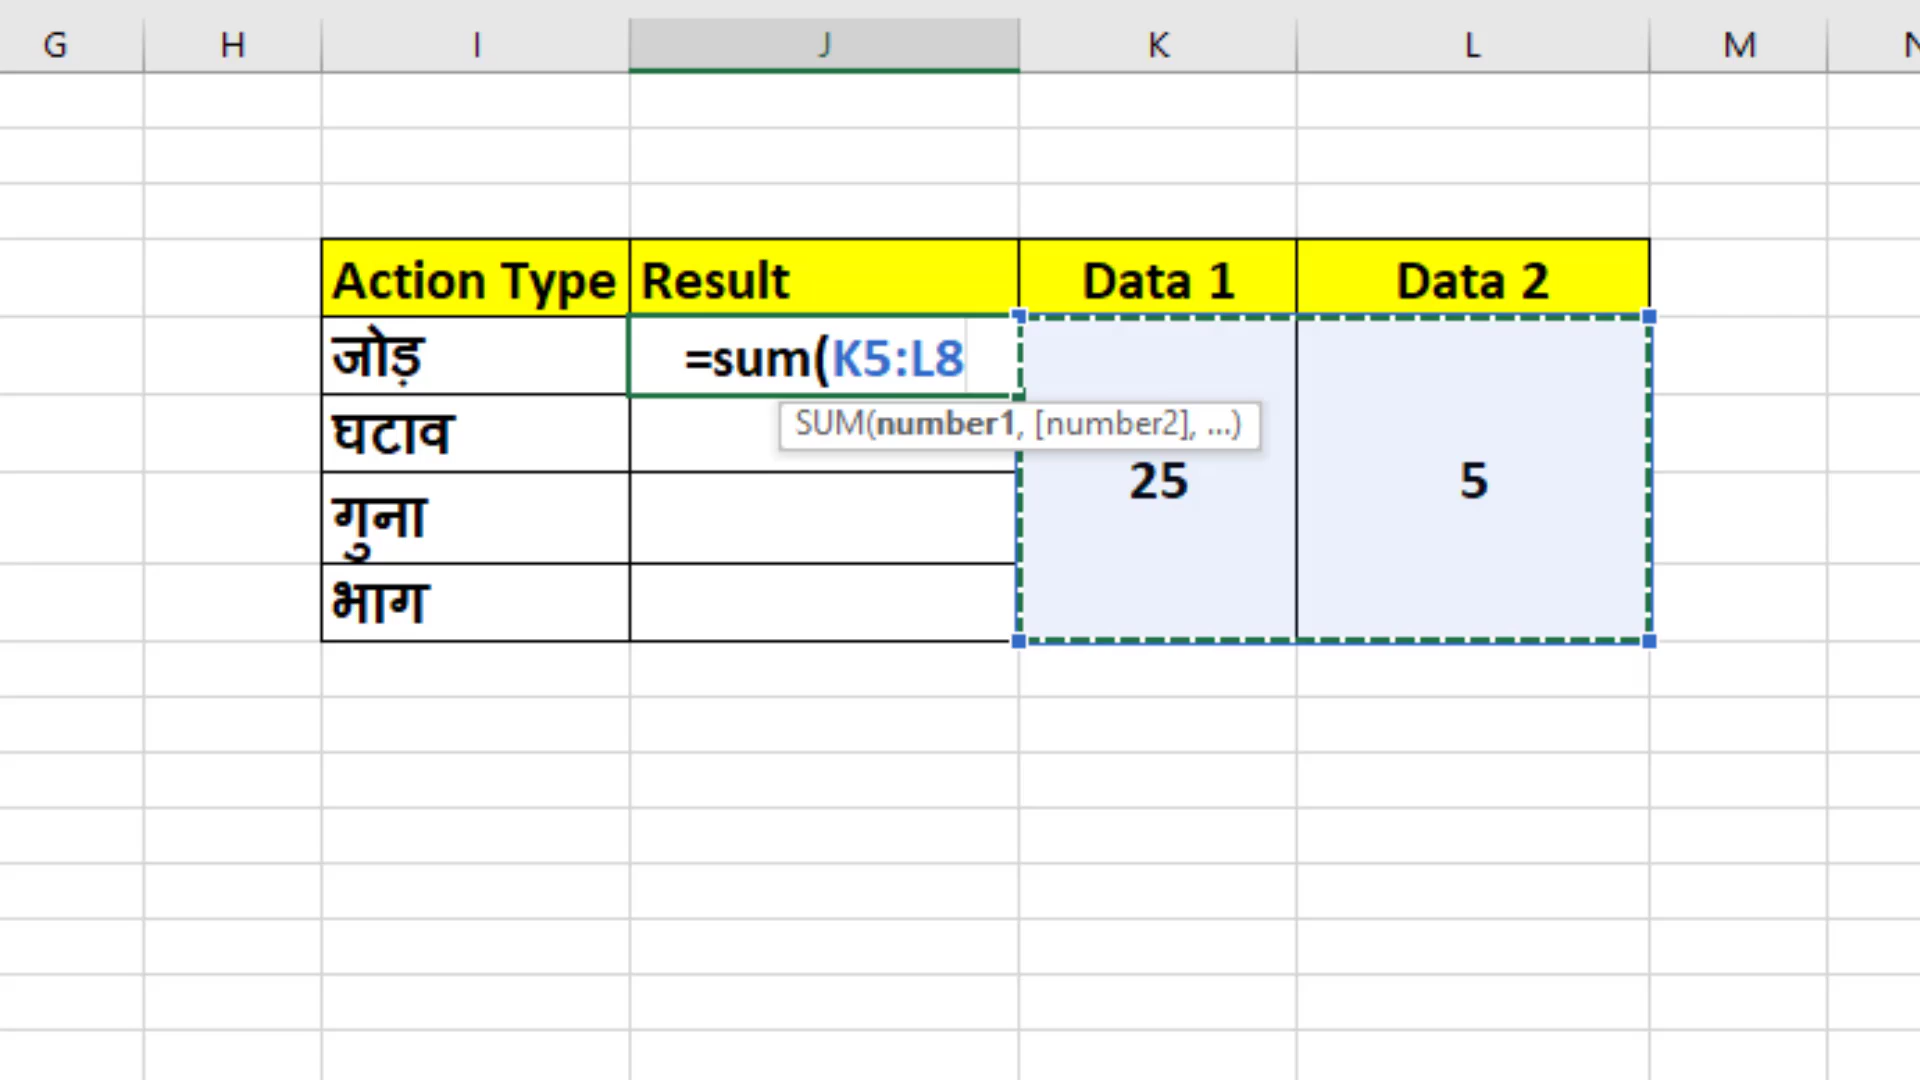 G H I J K L M
Action Type Result Data 1 Data 2
जोड़ =sum(K5:L8
SUM(number1, [number2], ...)
घटाव
25 5
गुना
भाग